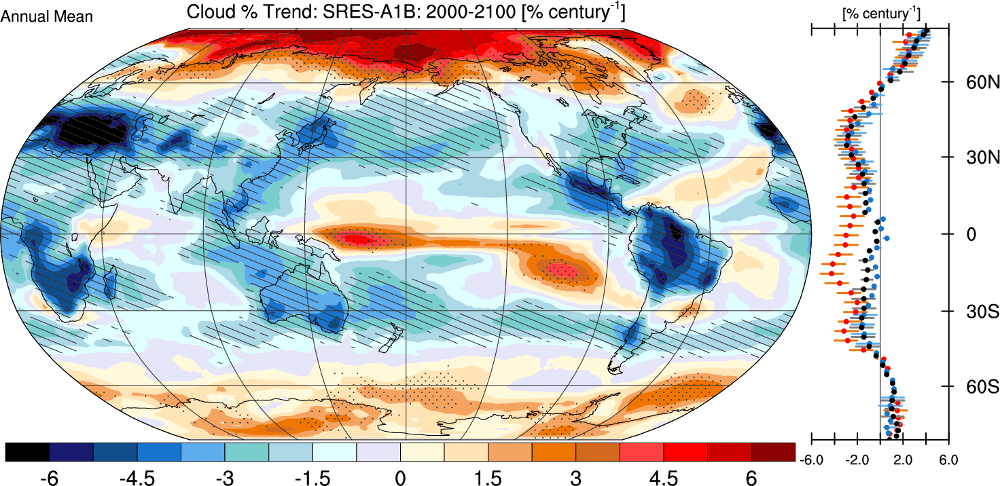 Annual Mean
Cloud % Trend: SRES-A1B: 2000-2100 [% century⁻¹]
[% century⁻¹]
60N
30N
0
30S
60S
-6.0 -2.0 2.0 6.0
-6 -4.5 -3 -1.5 0 1.5 3 4.5 6